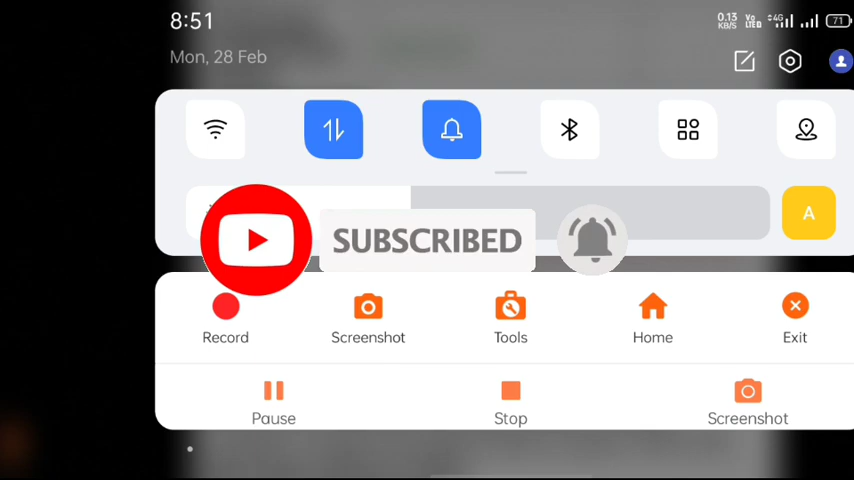 8:51
0.13 KB/S Vo LTE 4G 71
Mon, 28 Feb
A
SUBSCRIBED
Record Screenshot Tools Home Exit
Pause Stop Screenshot